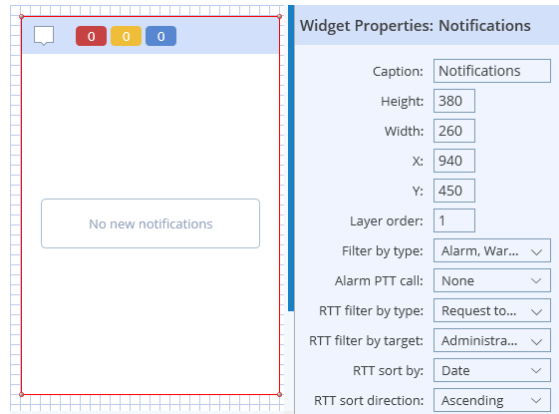 0 0 0
No new notifications
Widget Properties: Notifications
Caption: Notifications
Height: 380
Width: 260
X: 940
Y: 450
Layer order: 1
Filter by type: Alarm, War...
Alarm PTT call: None
RTT filter by type: Request to...
RTT filter by target: Administra...
RTT sort by: Date
RTT sort direction: Ascending